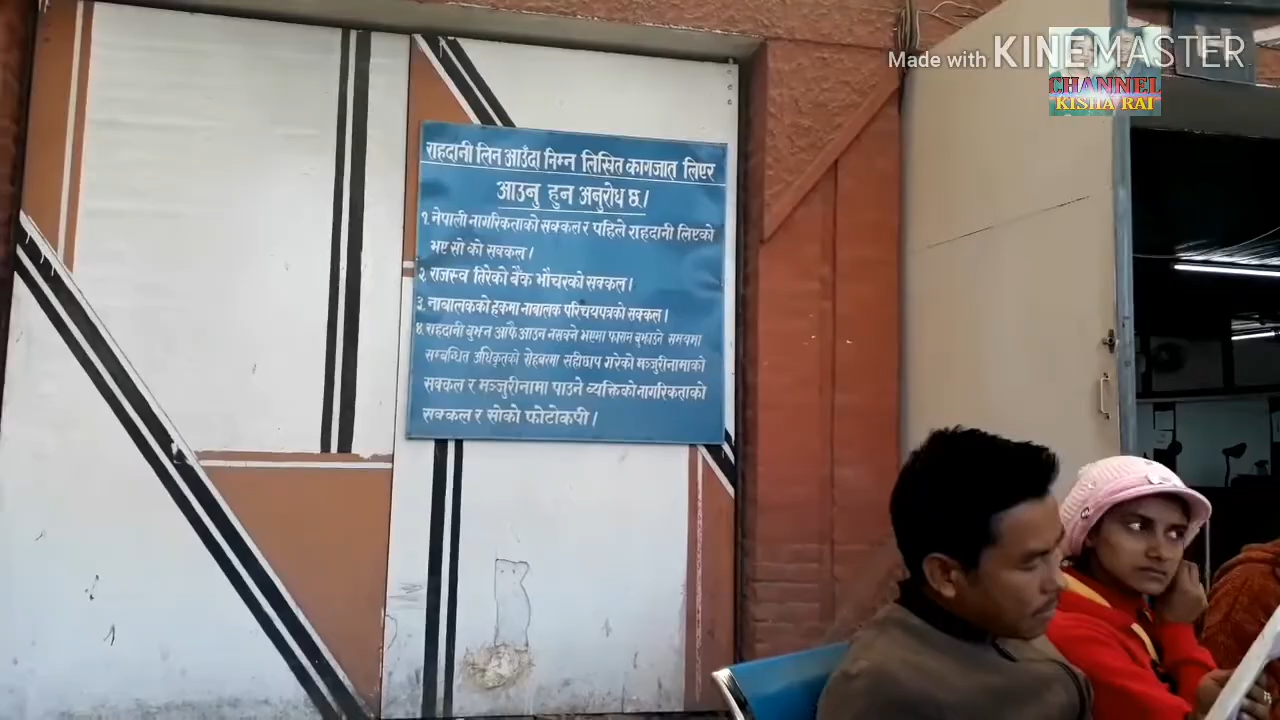 Made with KINEMASTER
CHANNEL
KISHA RAI
राहदानी लिन आउँदा निम्न लिखित कागजात लिएर
आउनु हुन अनुरोध छ।
१. नेपाली नागरिकताको सक्कल र पहिले राहदानी लिएको
भए सो को सक्कल।
२. राजस्व तिरेको बैंक भौचरको सक्कल।
३. नाबालकको हकमा नाबालक परिचयपत्रको सक्कल।
४. राहदानी बुझ्न आफै आउन नसक्ने भएमा फाराम बुझाउने समयमा
सम्बन्धित अधिकृतको रोहबरमा सहीछाप गरेको मञ्जुरीनामाको
सक्कल र मञ्जुरीनामा पाउने व्यक्तिको नागरिकताको
सक्कल र सोको फोटोकपी।